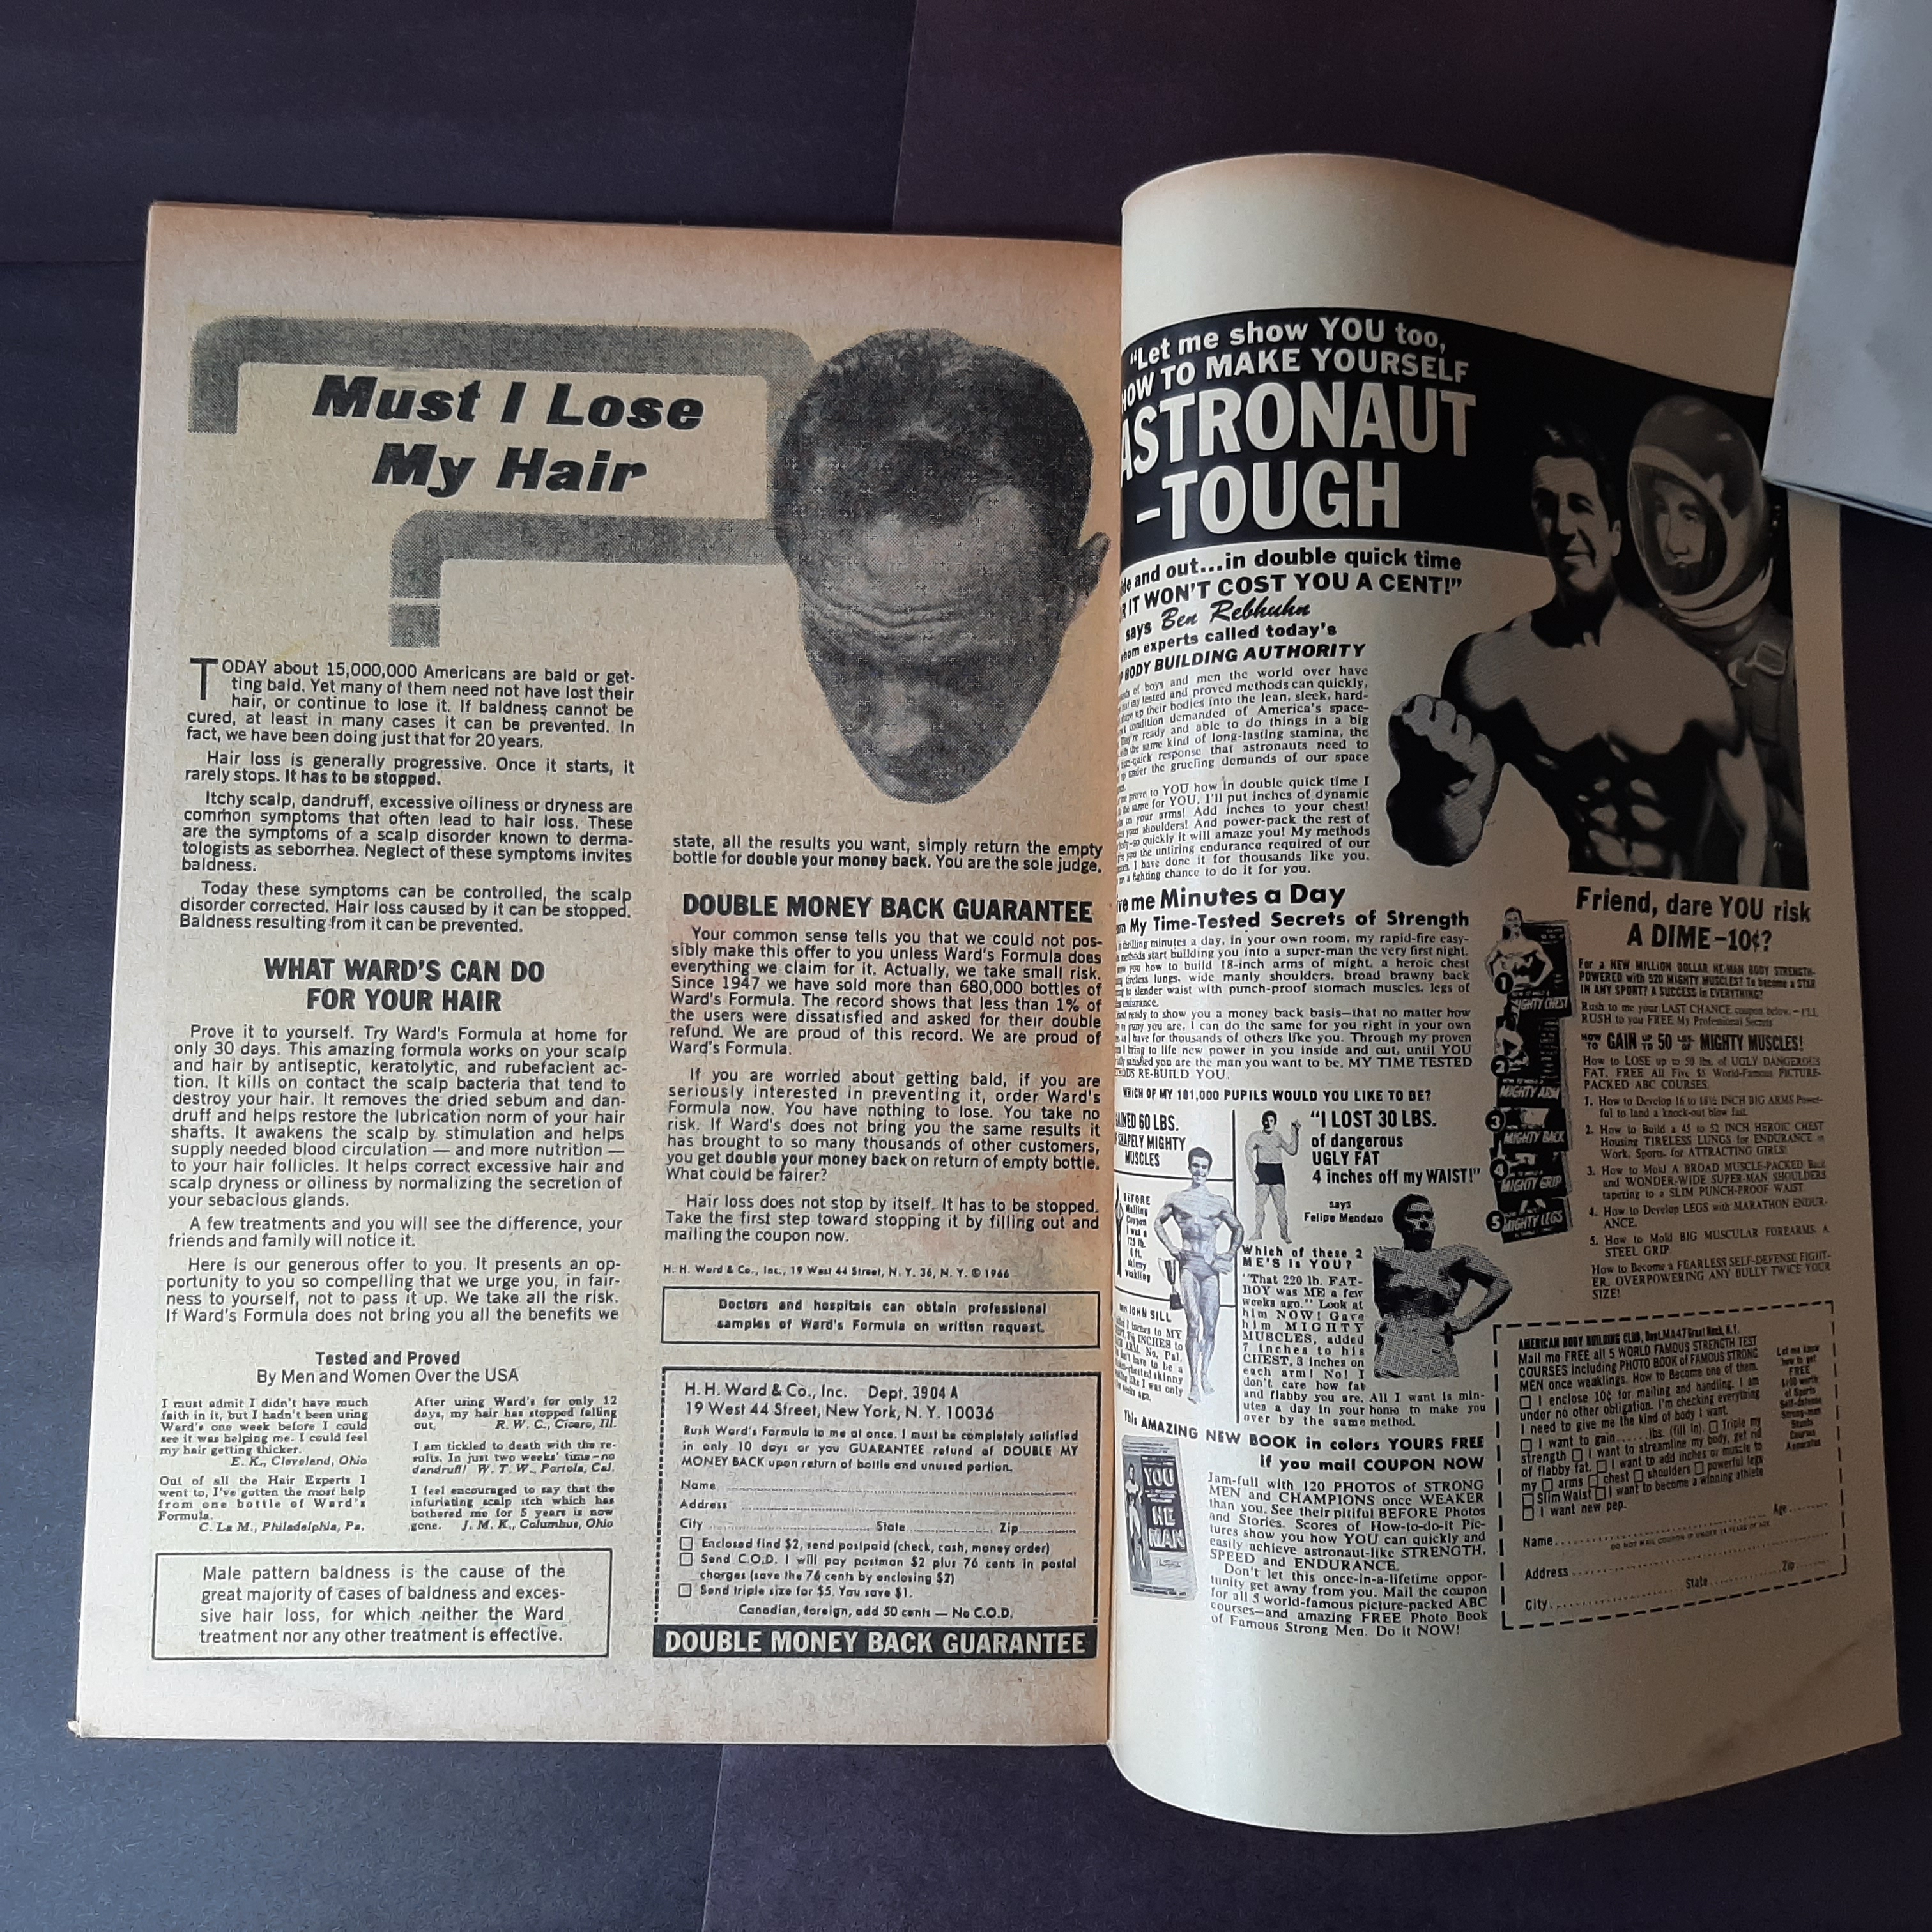 Must I Lose
My Hair
TODAY about 15,000,000 Americans are bald or get-
ting bald. Yet many of them need not have lost their
hair, or continue to lose it. If baldness cannot be
cured, at least in many cases it can be prevented. In
fact, we have been doing just that for 20 years.
Hair loss is generally progressive. Once it starts, it
rarely stops. It has to be stopped.
Itchy scalp, dandruff, excessive oiliness or dryness are
common symptoms that often lead to hair loss. These
are the symptoms of a scalp disorder known to derma-
tologists as seborrhea. Neglect of these symptoms invites
baldness.
Today these symptoms can be controlled, the scalp
disorder corrected. Hair loss caused by it can be stopped.
Baldness resulting from it can be prevented.
WHAT WARD'S CAN DO
FOR YOUR HAIR
Prove it to yourself. Try Ward's Formula at home for
only 30 days. This amazing formula works on your scalp
and hair by antiseptic, keratolytic, and rubefacient ac-
tion. It kills on contact the scalp bacteria that tend to
destroy your hair. It removes the dried sebum and dan-
druff and helps restore the lubrication norm of your hair
shafts. It awakens the scalp by stimulation and helps
supply needed blood circulation — and more nutrition —
to your hair follicles. It helps correct excessive hair and
scalp dryness or oiliness by normalizing the secretion of
your sebacious glands.
A few treatments and you will see the difference, your
friends and family will notice it.
Here is our generous offer to you. It presents an op-
portunity to you so compelling that we urge you, in fair-
ness to yourself, not to pass it up. We take all the risk.
If Ward's Formula does not bring you all the benefits we
Tested and Proved
By Men and Women Over the USA
I must admit I didn't have much
faith in it, but I hadn't been using
Ward's one week before I could
see it was helping me. I could feel
my hair getting thicker.
E. K., Cleveland, Ohio
Out of all the Hair Experts I
went to, I've gotten the most help
from one bottle of Ward's
Formula.
C. La M., Philadelphia, Pa.
After using Ward's for only 12
days, my hair has stopped falling
out. R. W. C., Cicero, Ill.
I am tickled to death with the re-
sults. In just two weeks' time—no
dandruff! W. T. W., Portola, Cal.
I feel encouraged to say that the
infuriating scalp itch which has
bothered me for 5 years is now
gone. J. M. K., Columbus, Ohio
Male pattern baldness is the cause of the
great majority of cases of baldness and exces-
sive hair loss, for which neither the Ward
treatment nor any other treatment is effective.
state, all the results you want, simply return the empty
bottle for double your money back. You are the sole judge.
DOUBLE MONEY BACK GUARANTEE
Your common sense tells you that we could not pos-
sibly make this offer to you unless Ward's Formula does
everything we claim for it. Actually, we take small risk.
Since 1947 we have sold more than 680,000 bottles of
Ward's Formula. The record shows that less than 1% of
the users were dissatisfied and asked for their double
refund. We are proud of this record. We are proud of
Ward's Formula.
If you are worried about getting bald, if you are
seriously interested in preventing it, order Ward's
Formula now. You have nothing to lose. You take no
risk. If Ward's does not bring you the same results it
has brought to so many thousands of other customers,
you get double your money back on return of empty bottle.
What could be fairer?
Hair loss does not stop by itself. It has to be stopped.
Take the first step toward stopping it by filling out and
mailing the coupon now.
H. H. Ward & Co., Inc., 19 West 44 Street, N. Y. 36, N. Y. © 1966
Doctors and hospitals can obtain professional
samples of Ward's Formula on written request.
H. H. Ward & Co., Inc. Dept. 3904 A
19 West 44 Street, New York, N. Y. 10036
Rush Ward's Formula to me at once. I must be completely satisfied
in only 10 days or you GUARANTEE refund of DOUBLE MY
MONEY BACK upon return of bottle and unused portion.
Name
Address
City State Zip
Enclosed find $2, send postpaid (check, cash, money order)
Send C.O.D. I will pay postman $2 plus 76 cents in postal
charges (save the 76 cents by enclosing $2)
Send triple size for $5. You save $1.
Canadian, foreign, add 50 cents — No C.O.D.
DOUBLE MONEY BACK GUARANTEE
"Let me show YOU too,
HOW TO MAKE YOURSELF
ASTRONAUT
-TOUGH
and out...in double quick time
IT WON'T COST YOU A CENT!"
says Ben Rebhuhn
whom experts called today's
BODY BUILDING AUTHORITY
of boys and men the world over have
tested and proved methods can quickly,
up their bodies into the lean, sleek, hard-
condition demanded of America's space-
They're ready and able to do things in a big
the same kind of long-lasting stamina, the
response that astronauts need to
under the grueling demands of our space
prove to YOU how in double quick time I
the same for YOU. I'll put inches of dynamic
on your arms! Add inches to your chest!
your shoulders! And power-pack the rest of
so quickly it will amaze you! My methods
you the untiring endurance required of our
I have done it for thousands like you.
a fighting chance to do it for you.
me Minutes a Day
My Time-Tested Secrets of Strength
thrilling minutes a day, in your own room, my rapid-fire easy-
methods start building you into a super-man the very first night.
you how to build 18-inch arms of might, a heroic chest
tireless lungs, wide manly shoulders, broad brawny back
to slender waist with punch-proof stomach muscles, legs of
endurance.
ready to show you a money back basis—that no matter how
or puny you are, I can do the same for you right in your own
I have for thousands of others like you. Through my proven
I bring to life new power in you inside and out, until YOU
satisfied you are the man you want to be. MY TIME TESTED
RE-BUILD YOU.
WHICH OF MY 181,000 PUPILS WOULD YOU LIKE TO BE?
60 LBS.
SHAPELY MIGHTY
MUSCLES
BEFORE
Mailing
Coupon
I was a
skinny
weakling
JOHN SILL
"I LOST 30 LBS.
of dangerous
UGLY FAT
4 inches off my WAIST!"
says
Felipe Mendezo
Which of these 2
ME'S is YOU?
"That 220 lb. FAT-
BOY was ME a few
weeks ago." Look at
him NOW! Gave
him MIGHTY
MUSCLES, added
7 inches to his
CHEST, 3 inches on
each arm! No! I
don't care how fat
and flabby you are. All I want is min-
utes a day in your home to make you
over by the same method.
This AMAZING NEW BOOK in colors YOURS FREE
if you mail COUPON NOW
YOU
HE
MAN
Jam-full with 120 PHOTOS of STRONG
MEN and CHAMPIONS once WEAKER
than you. See their pitiful BEFORE Photos
and Stories. Scores of How-to-do-it Pic-
tures show you how YOU can quickly and
easily achieve astronaut-like STRENGTH,
SPEED and ENDURANCE.
Don't let this once-in-a-lifetime oppor-
tunity get away from you. Mail the coupon
for all 5 world-famous picture-packed ABC
courses—and amazing FREE Photo Book
of Famous Strong Men. Do it NOW!
Friend, dare YOU risk
A DIME-10¢?
For a NEW MILLION DOLLAR HE-MAN BODY STRENGTH-
POWERED with 520 MIGHTY MUSCLES? To become a STAR
IN ANY SPORT? A SUCCESS in EVERYTHING?
Rush to me your LAST CHANCE coupon below. — I'LL
RUSH to you FREE My Professional Secrets
HOW TO GAIN UP TO 50 LBS. OF MIGHTY MUSCLES!
How to LOSE up to 50 lbs. of UGLY DANGEROUS
FAT. FREE All Five $5 World-Famous PICTURE-
PACKED ABC COURSES.
1. How to Develop 16 to 18½ INCH BIG ARMS Power-
ful to land a knock-out blow fast.
2. How to Build a 45 to 52 INCH HEROIC CHEST
Housing TIRELESS LUNGS for ENDURANCE in
Work, Sports, for ATTRACTING GIRLS!
3. How to Mold A BROAD MUSCLE-PACKED Back
and WONDER-WIDE SUPER-MAN SHOULDERS
tapering to a SLIM PUNCH-PROOF WAIST
4. How to Develop LEGS with MARATHON ENDUR-
ANCE.
5. How to Mold BIG MUSCULAR FOREARMS, A
STEEL GRIP
How to Become a FEARLESS SELF-DEFENSE FIGHT-
ER, OVERPOWERING ANY BULLY TWICE YOUR
SIZE!
1
MIGHTY CHEST
2
MIGHTY ARM
3
MIGHTY BACK
4
MIGHTY GRIP
5
MIGHTY LEGS
AMERICAN BODY BUILDING CLUB, Dept. MA47 Great Neck, N.Y.
Mail me FREE all 5 WORLD FAMOUS STRENGTH TEST
COURSES including PHOTO BOOK of FAMOUS STRONG
MEN once weaklings. How to Become one of them.
I enclose 10¢ for mailing and handling. I am
under no other obligation. I'm checking everything
I need to give me the kind of body I want.
I want to gain......lbs. (fill in). Triple my
strength I want to streamline my body, get rid
of flabby fat. I want to add inches or muscle to
my arms chest shoulders powerful legs
Slim Waist I want to become a winning athlete
I want new pep.
Let me know
how to get
FREE
$100 worth
of Sports
Self-defense
Strong-man
Stunts
Courses
Apparatus
Age
Name
DO NOT MAIL COUPON IF UNDER 14 YEARS OF AGE
Address
Zip
City State